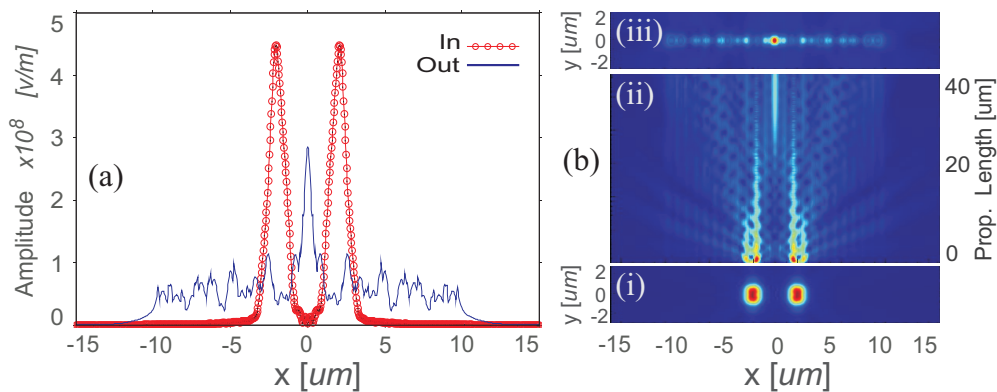 (a)
Amplitude x10⁸ [v/m]
5
4
3
2
1
0
In
Out
-15 -10 -5 0 5 10 15
x [um]
(b)
(iii)
y [um]
2
0
-2
(ii)
Prop. Length [um]
40
20
0
(i)
y [um]
2
0
-2
-15 -10 -5 0 5 10 15
x [um]